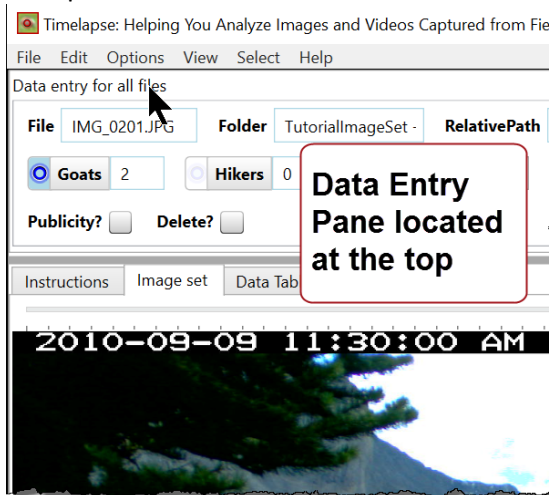 Timelapse: Helping You Analyze Images and Videos Captured from Fie
File Edit Options View Select Help
Data entry for all files
File IMG_0201.JPG Folder TutorialImageSet - RelativePath
Goats 2 Hikers 0
Publicity? Delete?
Data Entry
Pane located
at the top
Instructions Image set Data Tab
2010-09-09 11:30:00 AM